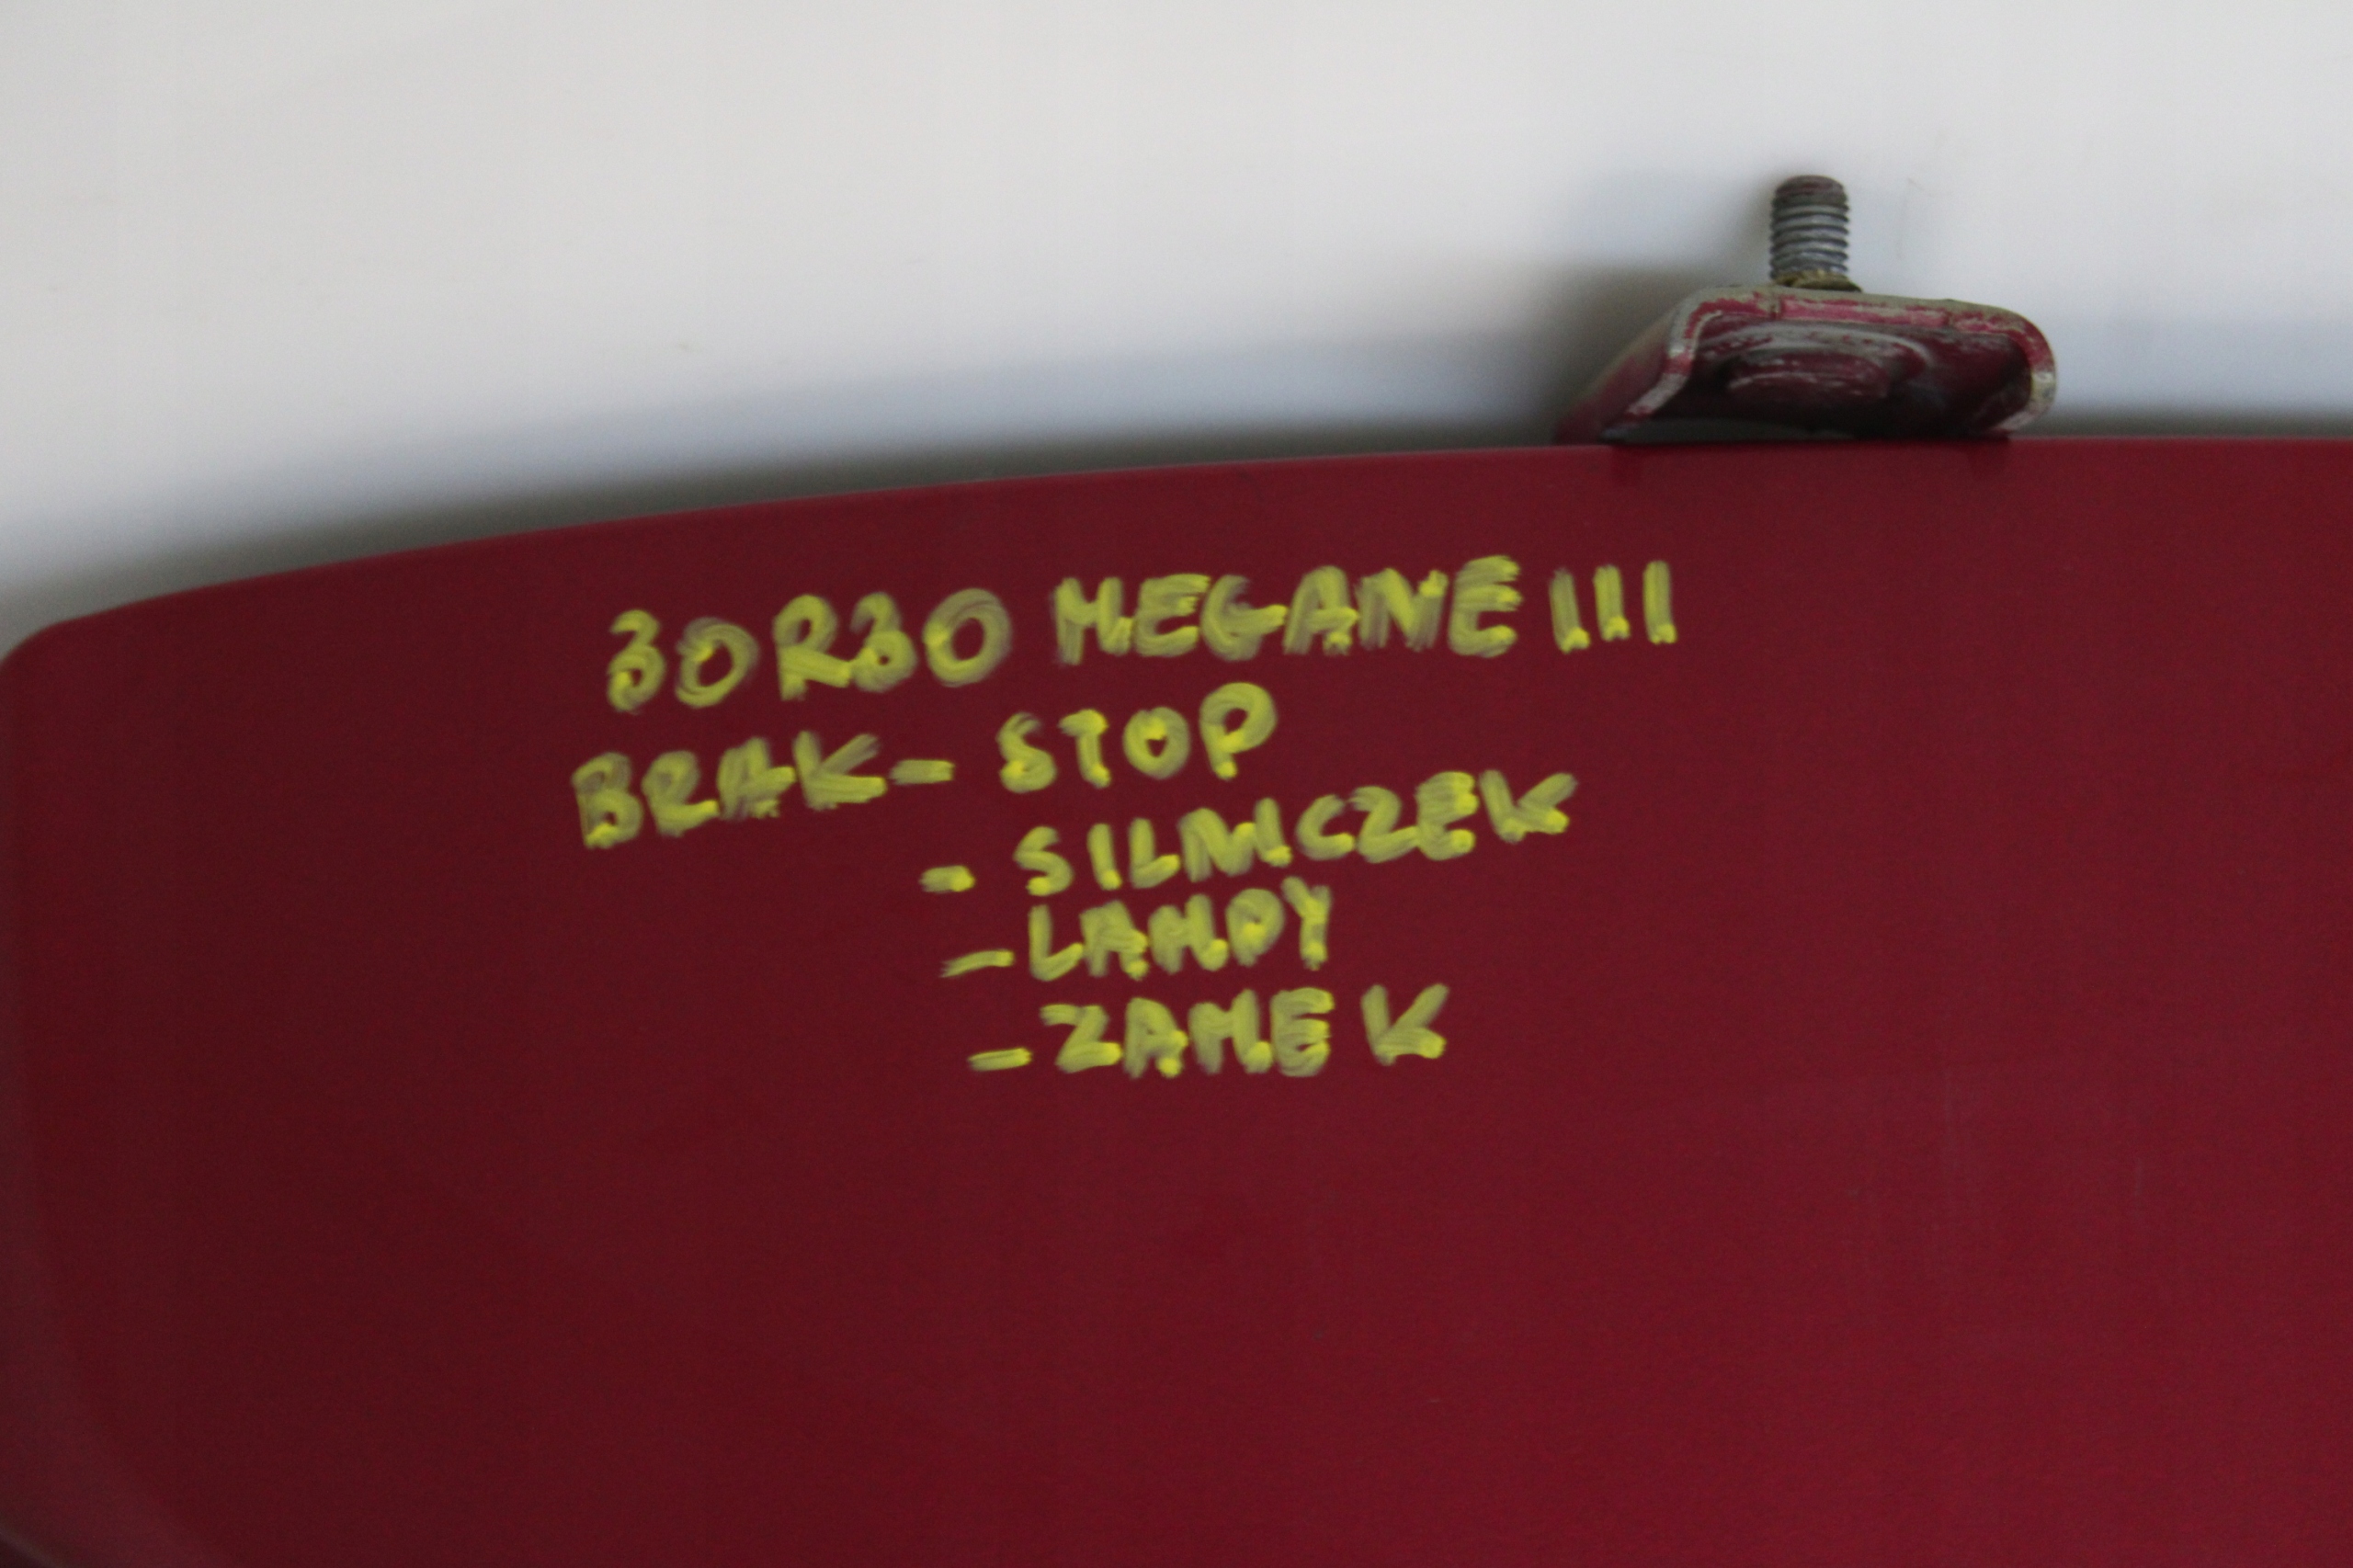 30R30 MEGANE III
BRAK- STOP
- SILNICZEK
- LAMPY
- ZAMEK